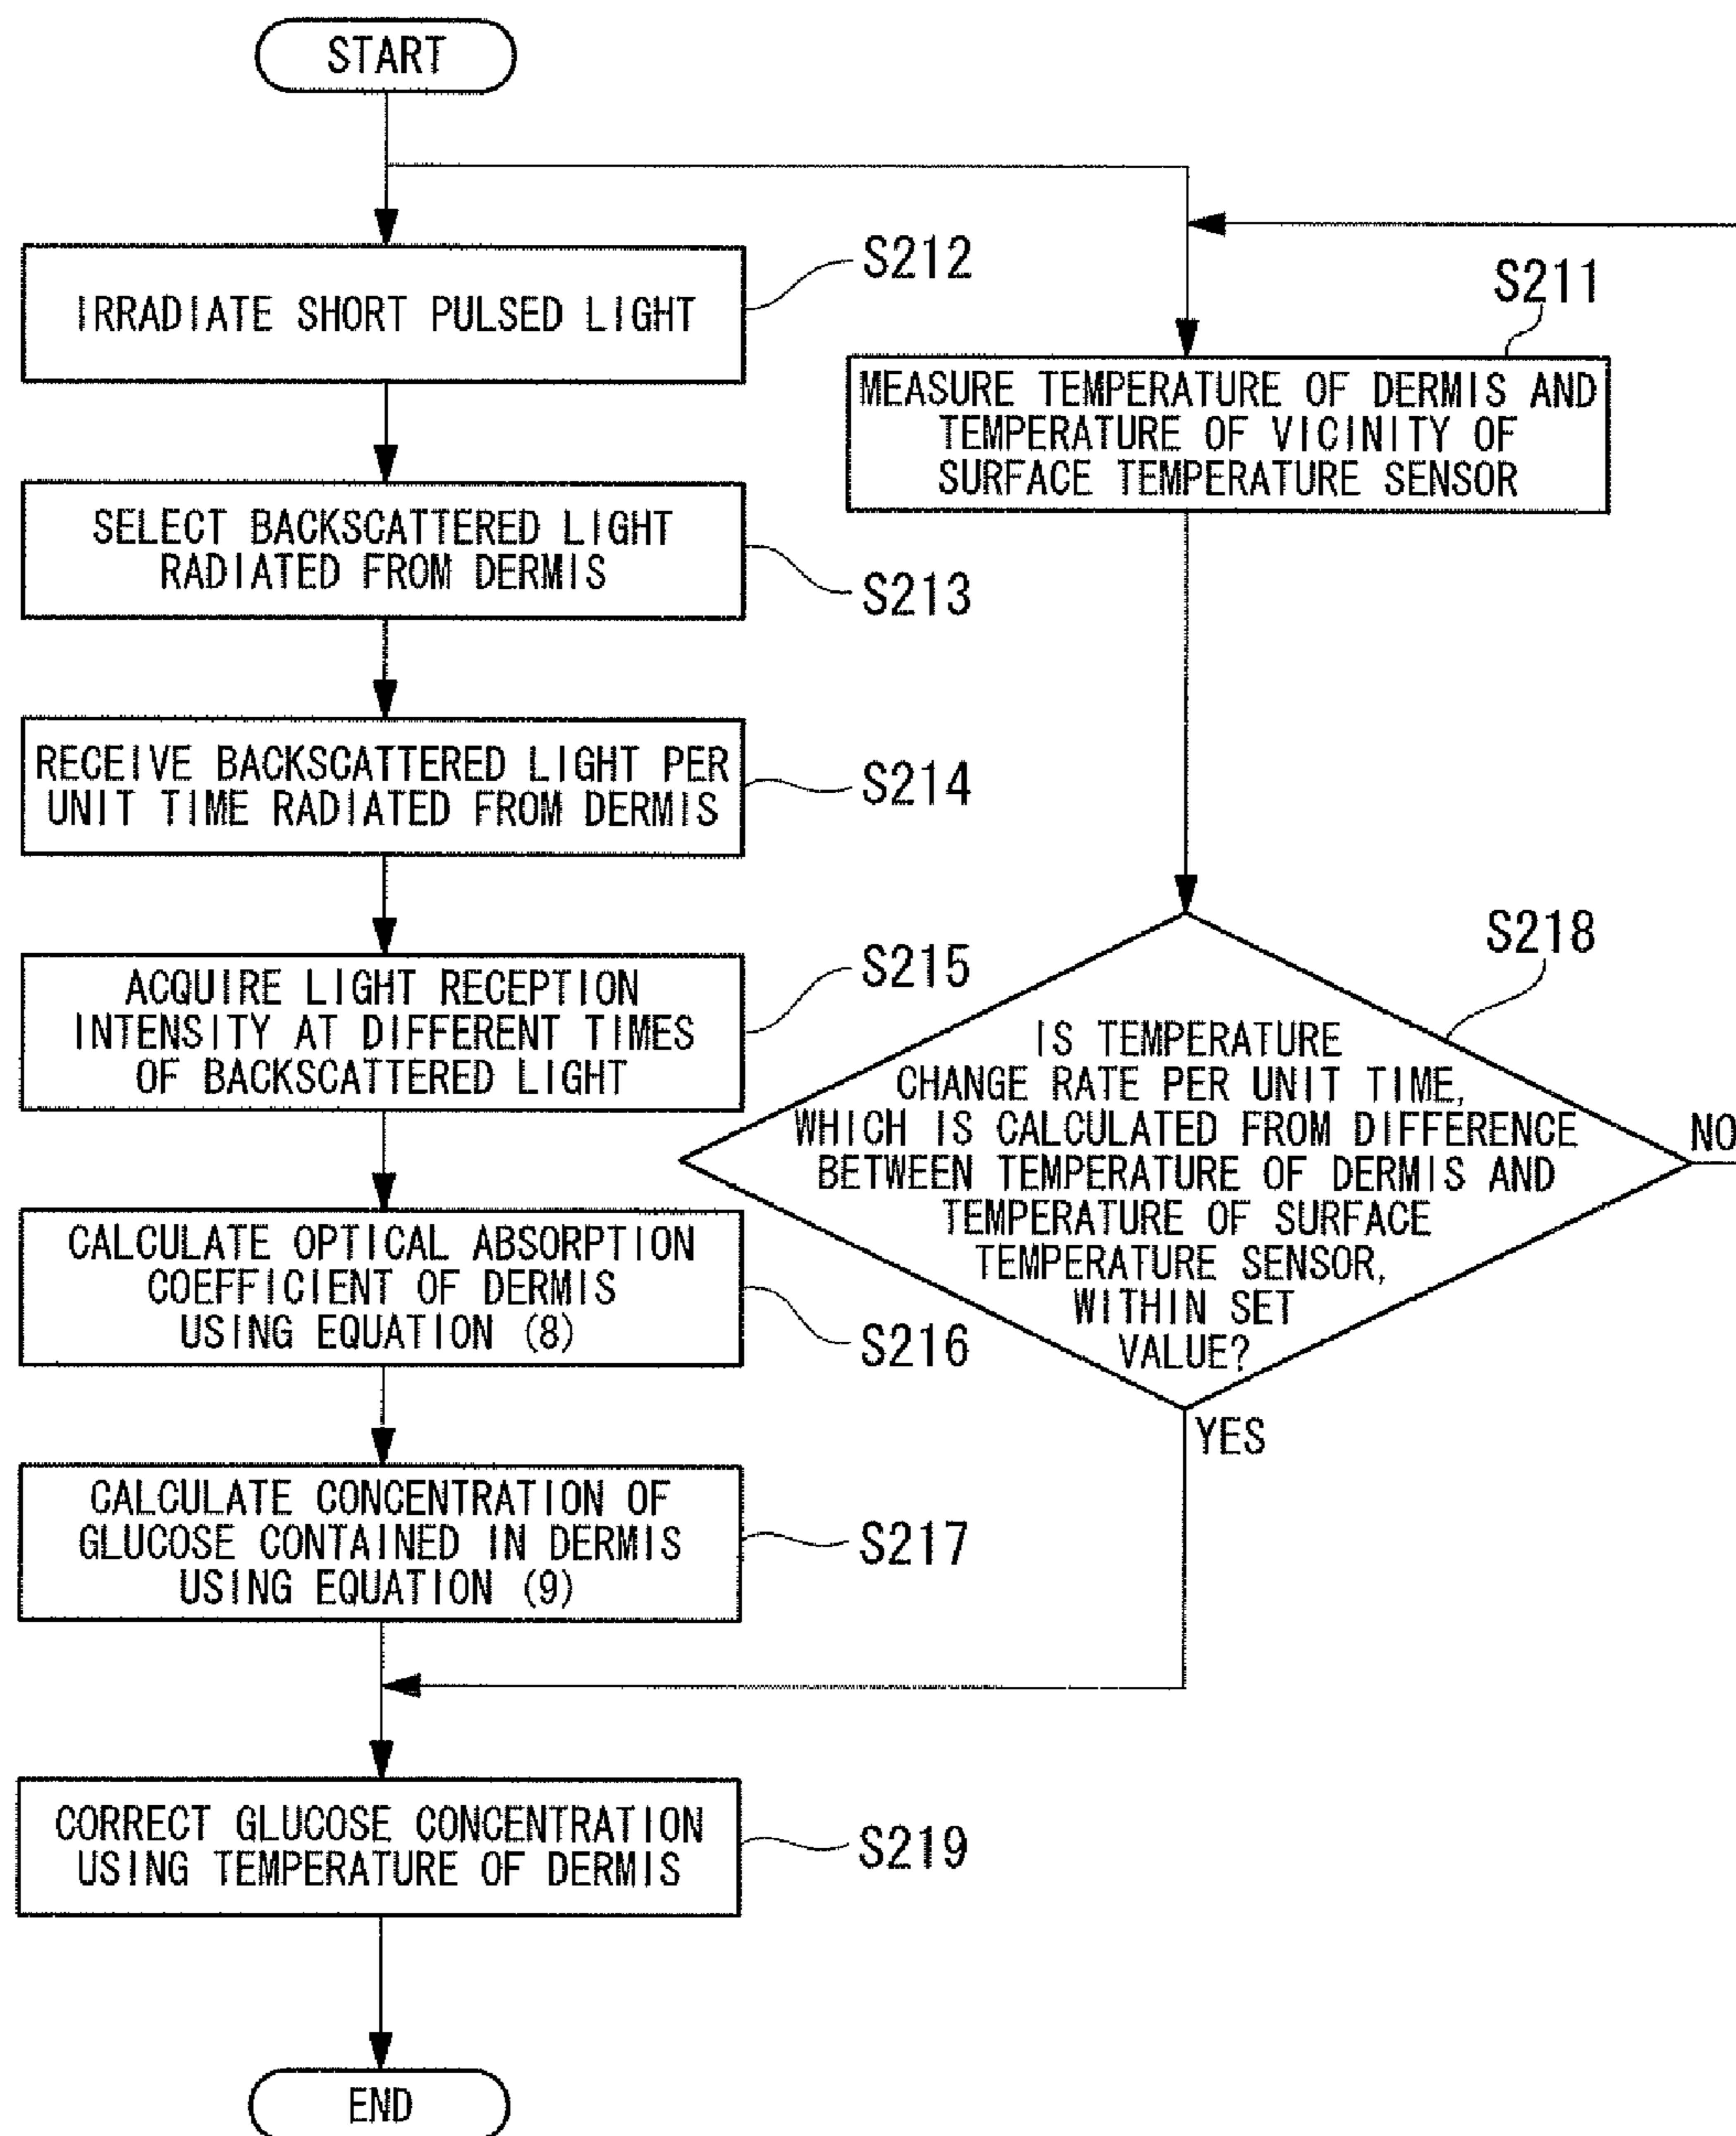 START
IRRADIATE SHORT PULSED LIGHT
S212
S211
MEASURE TEMPERATURE OF DERMIS AND
TEMPERATURE OF VICINITY OF
SURFACE TEMPERATURE SENSOR
SELECT BACKSCATTERED LIGHT
RADIATED FROM DERMIS
S213
RECEIVE BACKSCATTERED LIGHT PER
UNIT TIME RADIATED FROM DERMIS
S214
ACQUIRE LIGHT RECEPTION
INTENSITY AT DIFFERENT TIMES
OF BACKSCATTERED LIGHT
S215
S218
IS TEMPERATURE
CHANGE RATE PER UNIT TIME,
WHICH IS CALCULATED FROM DIFFERENCE
BETWEEN TEMPERATURE OF DERMIS AND
TEMPERATURE OF SURFACE
TEMPERATURE SENSOR,
WITHIN SET
VALUE?
NO
YES
CALCULATE OPTICAL ABSORPTION
COEFFICIENT OF DERMIS
USING EQUATION (8)
S216
CALCULATE CONCENTRATION OF
GLUCOSE CONTAINED IN DERMIS
USING EQUATION (9)
S217
CORRECT GLUCOSE CONCENTRATION
USING TEMPERATURE OF DERMIS
S219
END